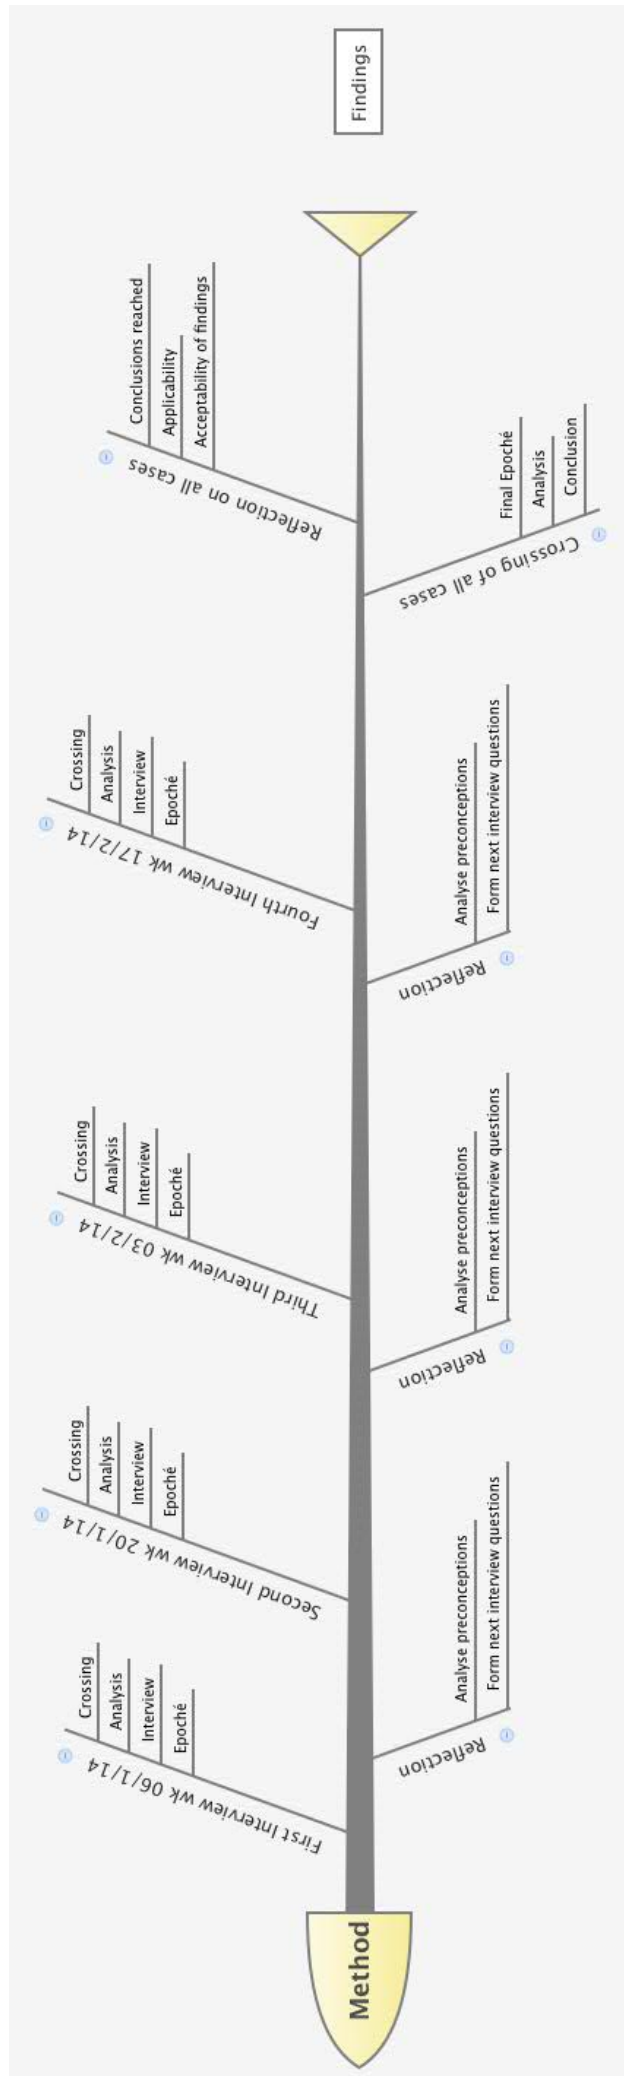 Method
First Interview wk 06/1/14
Crossing
Analysis
Interview
Epoché
Reflection
Analyse preconceptions
Form next interview questions
Second Interview wk 20/1/14
Crossing
Analysis
Interview
Epoché
Third Interview wk 03/2/14
Crossing
Analysis
Interview
Epoché
Reflection
Analyse preconceptions
Form next interview questions
Fourth Interview wk 17/2/14
Crossing
Analysis
Interview
Epoché
Reflection
Analyse preconceptions
Form next interview questions
Crossing of all cases
Final Epoché
Analysis
Conclusion
Reflection on all cases
Conclusions reached
Applicability
Acceptability of findings
Findings